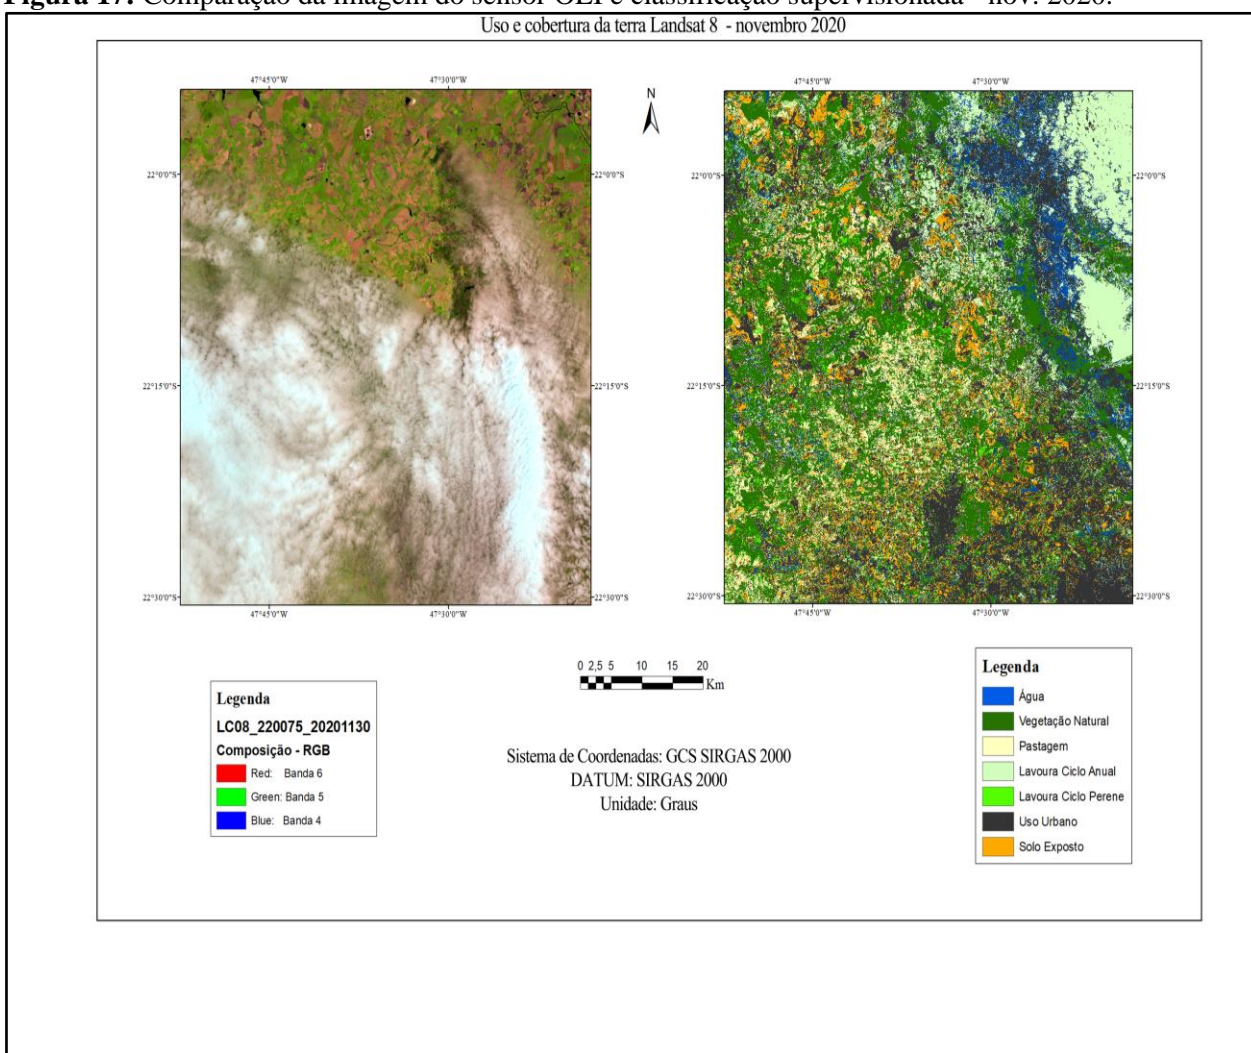 Figura 17: Comparação da imagem do sensor OLI e classificação supervisionada - nov. 2020.
Uso e cobertura da terra Landsat 8 - novembro 2020
47°45'0"W 47°30'0"W
N
47°45'0"W 47°30'0"W
22°0'0"S 22°0'0"S
22°0'0"S 22°0'0"S
22°15'0"S 22°15'0"S
22°15'0"S 22°15'0"S
22°30'0"S 22°30'0"S
22°30'0"S 22°30'0"S
47°45'0"W 47°30'0"W
47°45'0"W 47°30'0"W
0 2,5 5 10 15 20
Km
Legenda
LC08_220075_20201130
Composição - RGB
Red: Banda 6
Green: Banda 5
Blue: Banda 4
Sistema de Coordenadas: GCS SIRGAS 2000
DATUM: SIRGAS 2000
Unidade: Graus
Legenda
Água
Vegetação Natural
Pastagem
Lavoura Ciclo Anual
Lavoura Ciclo Perene
Uso Urbano
Solo Exposto